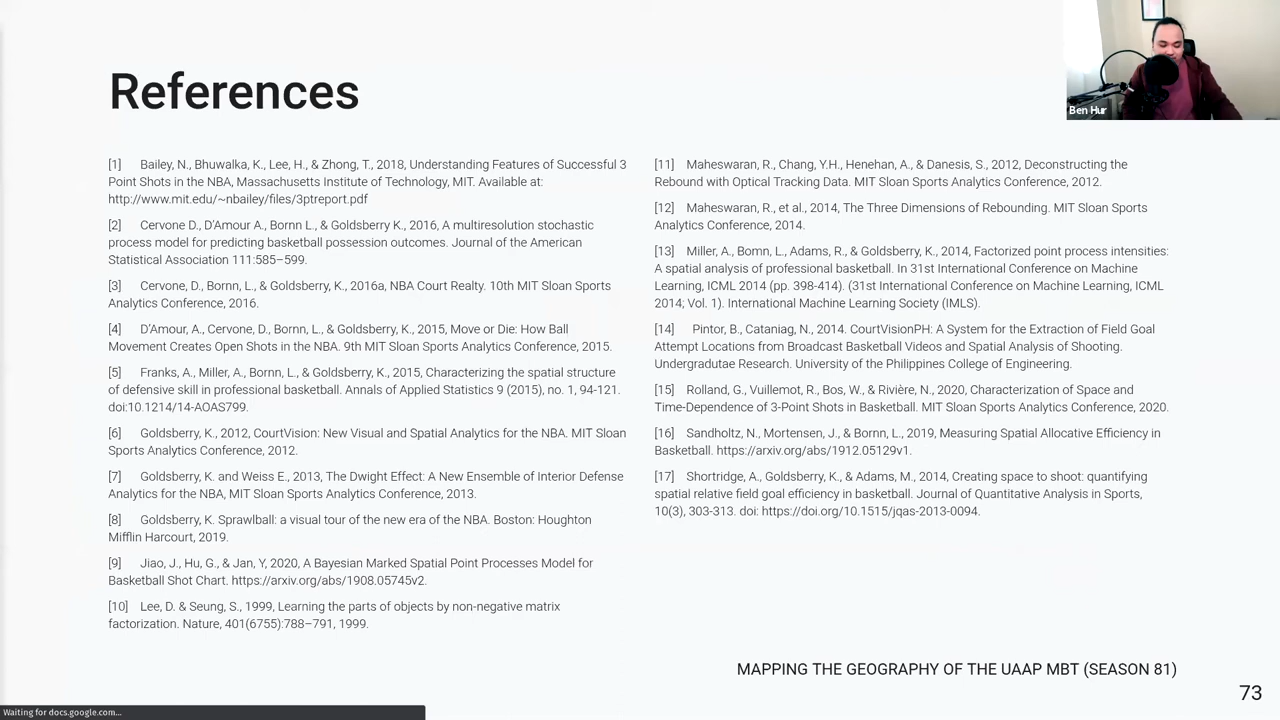 References
Ben Hur
[1] Bailey, N., Bhuwalka, K., Lee, H., & Zhong, T., 2018, Understanding Features of Successful 3
Point Shots in the NBA, Massachusetts Institute of Technology, MIT. Available at:
http://www.mit.edu/~nbailey/files/3ptreport.pdf
[2] Cervone D., D'Amour A., Bornn L., & Goldsberry K., 2016, A multiresolution stochastic
process model for predicting basketball possession outcomes. Journal of the American
Statistical Association 111:585–599.
[3] Cervone, D., Bornn, L., & Goldsberry, K., 2016a, NBA Court Realty. 10th MIT Sloan Sports
Analytics Conference, 2016.
[4] D'Amour, A., Cervone, D., Bornn, L., & Goldsberry, K., 2015, Move or Die: How Ball
Movement Creates Open Shots in the NBA. 9th MIT Sloan Sports Analytics Conference, 2015.
[5] Franks, A., Miller, A., Bornn, L., & Goldsberry, K., 2015, Characterizing the spatial structure
of defensive skill in professional basketball. Annals of Applied Statistics 9 (2015), no. 1, 94-121.
doi:10.1214/14-AOAS799.
[6] Goldsberry, K., 2012, CourtVision: New Visual and Spatial Analytics for the NBA. MIT Sloan
Sports Analytics Conference, 2012.
[7] Goldsberry, K. and Weiss E., 2013, The Dwight Effect: A New Ensemble of Interior Defense
Analytics for the NBA, MIT Sloan Sports Analytics Conference, 2013.
[8] Goldsberry, K. Sprawlball: a visual tour of the new era of the NBA. Boston: Houghton
Mifflin Harcourt, 2019.
[9] Jiao, J., Hu, G., & Jan, Y, 2020, A Bayesian Marked Spatial Point Processes Model for
Basketball Shot Chart. https://arxiv.org/abs/1908.05745v2.
[10] Lee, D. & Seung, S., 1999, Learning the parts of objects by non-negative matrix
factorization. Nature, 401(6755):788–791, 1999.
[11] Maheswaran, R., Chang, Y.H., Henehan, A., & Danesis, S., 2012, Deconstructing the
Rebound with Optical Tracking Data. MIT Sloan Sports Analytics Conference, 2012.
[12] Maheswaran, R., et al., 2014, The Three Dimensions of Rebounding. MIT Sloan Sports
Analytics Conference, 2014.
[13] Miller, A., Bomn, L., Adams, R., & Goldsberry, K., 2014, Factorized point process intensities:
A spatial analysis of professional basketball. In 31st International Conference on Machine
Learning, ICML 2014 (pp. 398-414). (31st International Conference on Machine Learning, ICML
2014; Vol. 1). International Machine Learning Society (IMLS).
[14] Pintor, B., Cataniag, N., 2014. CourtVisionPH: A System for the Extraction of Field Goal
Attempt Locations from Broadcast Basketball Videos and Spatial Analysis of Shooting.
Undergradutae Research. University of the Philippines College of Engineering.
[15] Rolland, G., Vuillemot, R., Bos, W., & Rivière, N., 2020, Characterization of Space and
Time-Dependence of 3-Point Shots in Basketball. MIT Sloan Sports Analytics Conference, 2020.
[16] Sandholtz, N., Mortensen, J., & Bornn, L., 2019, Measuring Spatial Allocative Efficiency in
Basketball. https://arxiv.org/abs/1912.05129v1.
[17] Shortridge, A., Goldsberry, K., & Adams, M., 2014, Creating space to shoot: quantifying
spatial relative field goal efficiency in basketball. Journal of Quantitative Analysis in Sports,
10(3), 303-313. doi: https://doi.org/10.1515/jqas-2013-0094.
MAPPING THE GEOGRAPHY OF THE UAAP MBT (SEASON 81)
73
Waiting for docs.google.com...